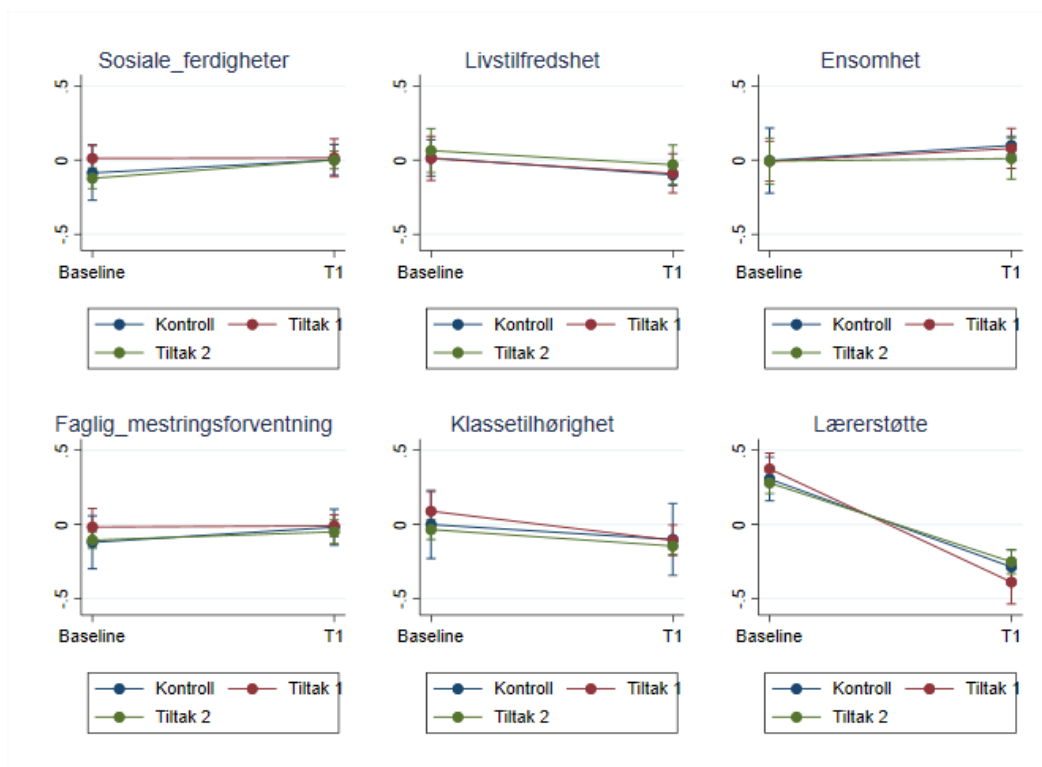 Sosiale_ferdigheter
.5
0
-.5
Baseline
T1
Kontroll
Tiltak 1
Tiltak 2
Livstilfredshet
.5
0
-.5
Baseline
T1
Kontroll
Tiltak 1
Tiltak 2
Ensomhet
.5
0
-.5
Baseline
T1
Kontroll
Tiltak 1
Tiltak 2
Faglig_mestringsforventning
.5
0
-.5
Baseline
T1
Kontroll
Tiltak 1
Tiltak 2
Klassetilhørighet
.5
0
-.5
Baseline
T1
Kontroll
Tiltak 1
Tiltak 2
Lærerstøtte
.5
0
-.5
Baseline
T1
Kontroll
Tiltak 1
Tiltak 2